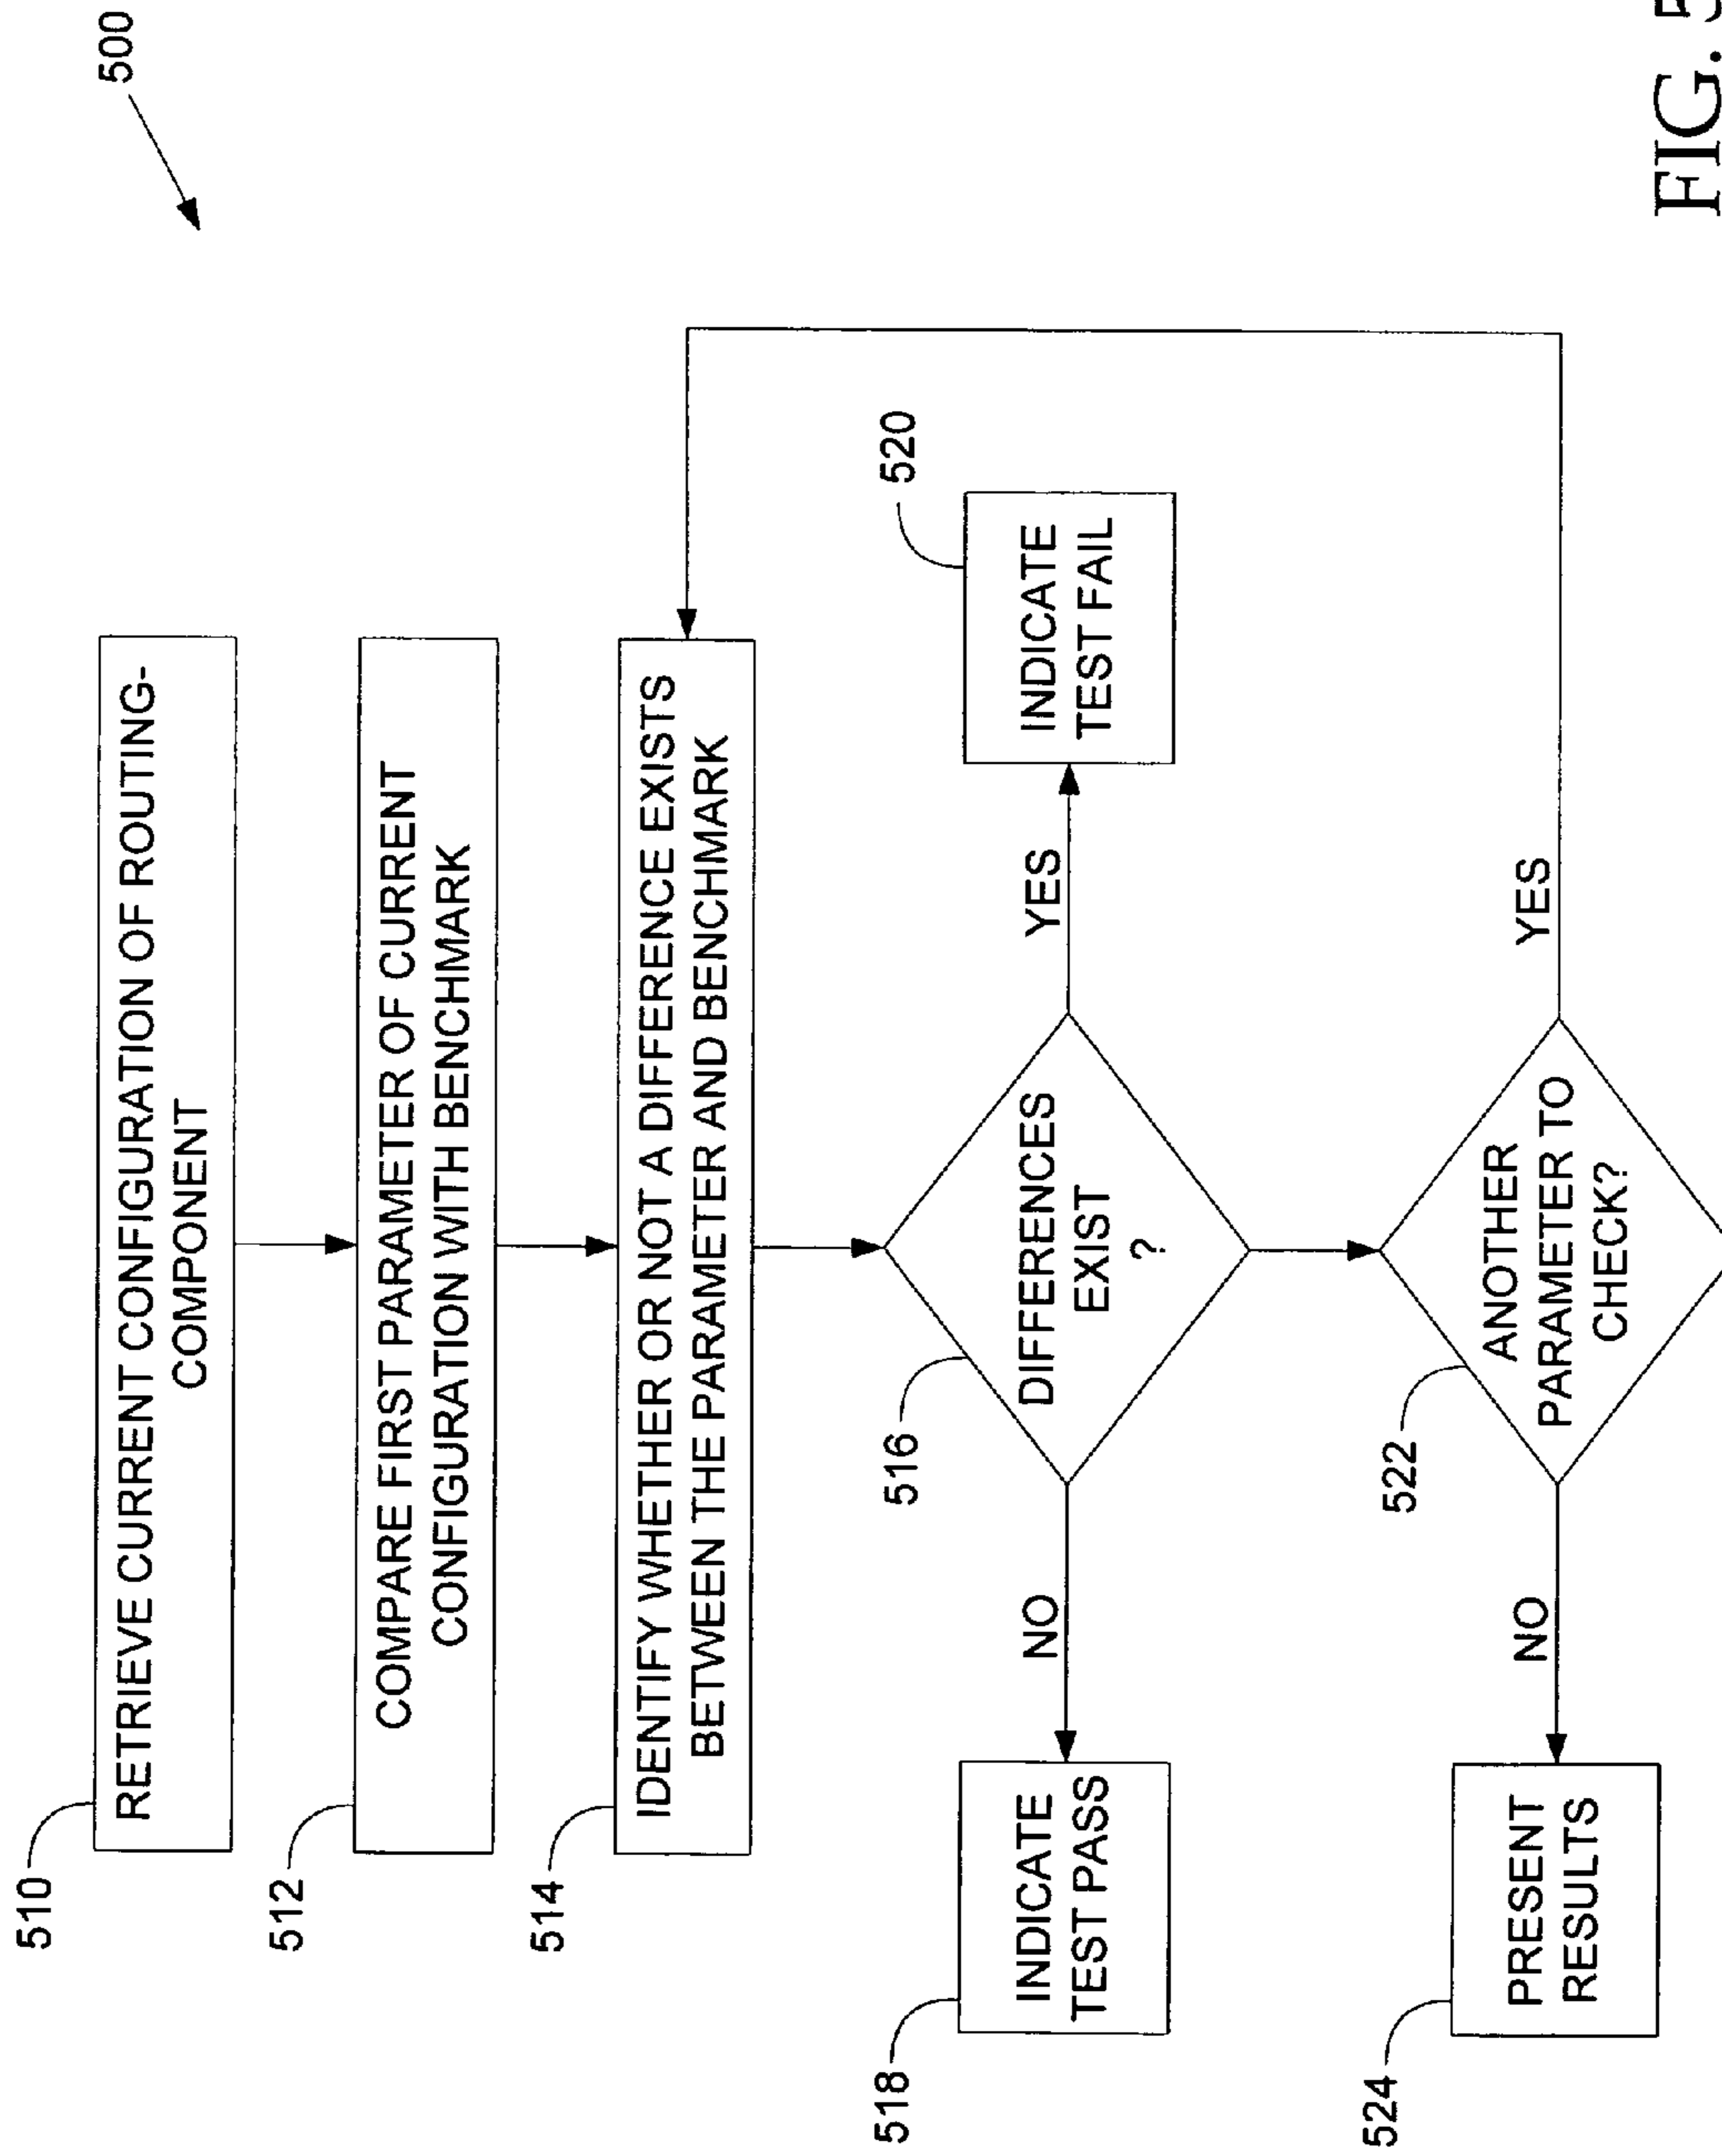 500
510
RETRIEVE CURRENT CONFIGURATION OF ROUTING-
COMPONENT
512
COMPARE FIRST PARAMETER OF CURRENT
CONFIGURATION WITH BENCHMARK
514
IDENTIFY WHETHER OR NOT A DIFFERENCE EXISTS
BETWEEN THE PARAMETER AND BENCHMARK
516
DIFFERENCES
EXIST
?
NO
YES
518
INDICATE
TEST PASS
520
INDICATE
TEST FAIL
522
ANOTHER
PARAMETER TO
CHECK?
NO
YES
524
PRESENT
RESULTS
FIG. 5